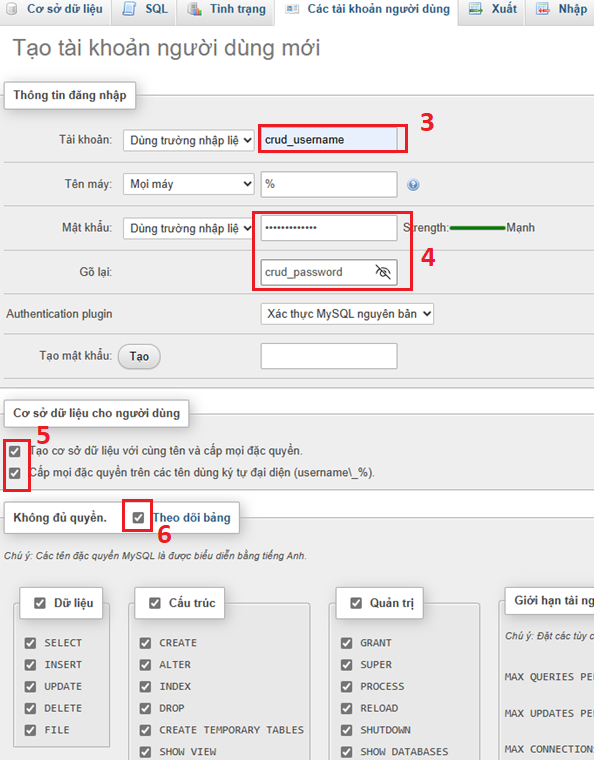 Cơ sở dữ liệu SQL Tình trạng Các tài khoản người dùng Xuất Nhập
Tạo tài khoản người dùng mới
Thông tin đăng nhập
3
Tài khoản: Dùng trường nhập liệ crud_username
Tên máy: Mọi máy %
Mật khẩu: Dùng trường nhập liệ ••••••••••••• Strength: Mạnh
4
Gõ lại: crud_password
Authentication plugin Xác thực MySQL nguyên bản
Tạo mật khẩu: Tạo
Cơ sở dữ liệu cho người dùng
5
Tạo cơ sở dữ liệu với cùng tên và cấp mọi đặc quyền.
Cấp mọi đặc quyền trên các tên dùng ký tự đại diện (username\_%).
Không đủ quyền. Theo dõi bảng
6
Chú ý: Các tên đặc quyền MySQL là được biểu diễn bằng tiếng Anh.
Dữ liệu
SELECT
INSERT
UPDATE
DELETE
FILE
Cấu trúc
CREATE
ALTER
INDEX
DROP
CREATE TEMPORARY TABLES
SHOW VIEW
Quản trị
GRANT
SUPER
PROCESS
RELOAD
SHUTDOWN
SHOW DATABASES
Giới hạn tài ng
Chú ý: Đặt các tùy c
MAX QUERIES PE
MAX UPDATES PE
MAX CONNECTION